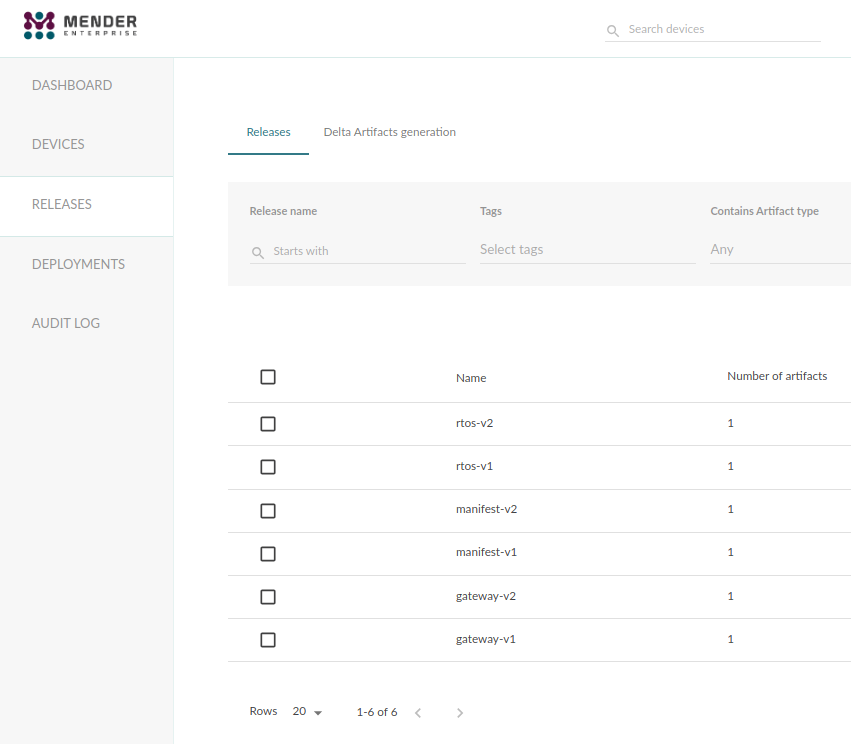 MENDER
ENTERPRISE
Search devices
DASHBOARD
DEVICES
RELEASES
DEPLOYMENTS
AUDIT LOG
Releases Delta Artifacts generation
Release name Tags Contains Artifact type
Starts with Select tags Any
Name Number of artifacts
rtos-v2 1
rtos-v1 1
manifest-v2 1
manifest-v1 1
gateway-v2 1
gateway-v1 1
Rows 20 1-6 of 6